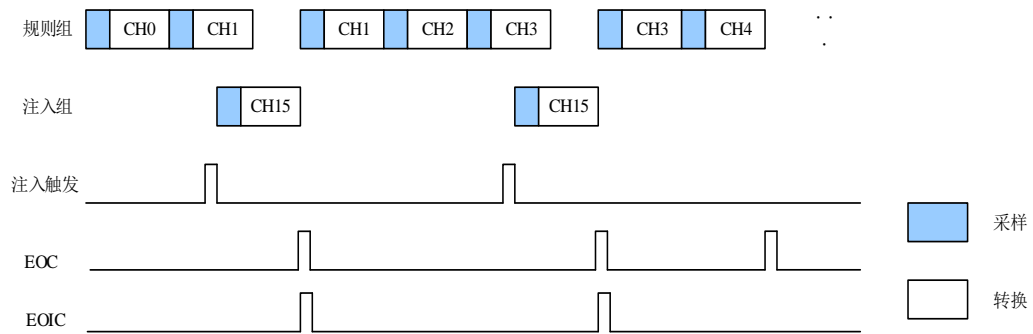 规则组 CH0 CH1 CH1 CH2 CH3 CH3 CH4 . . .
注入组 CH15 CH15
注入触发
采样
EOC
转换
EOIC